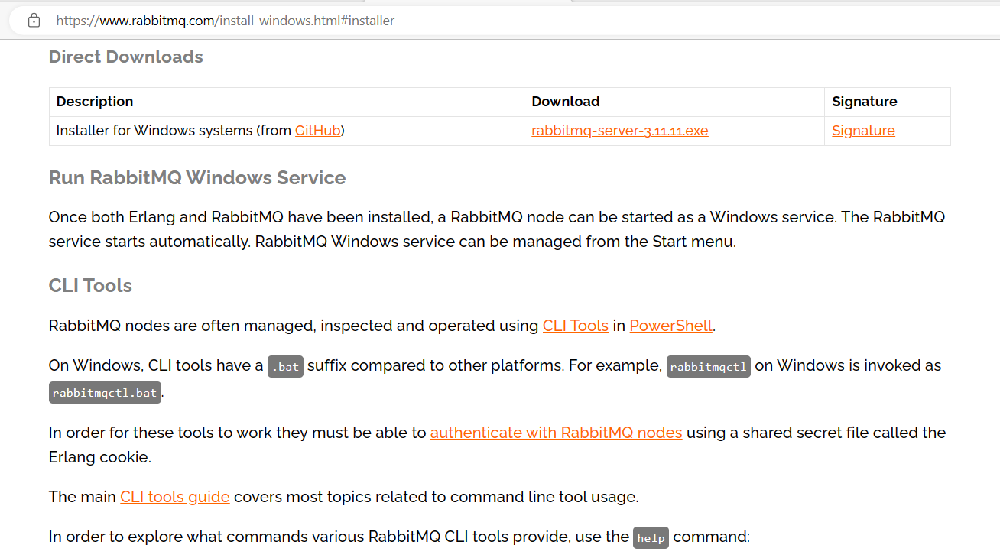 https://www.rabbitmq.com/install-windows.html#installer
Direct Downloads
Description Download Signature
Installer for Windows systems (from GitHub) rabbitmq-server-3.11.11.exe Signature
Run RabbitMQ Windows Service
Once both Erlang and RabbitMQ have been installed, a RabbitMQ node can be started as a Windows service. The RabbitMQ
service starts automatically. RabbitMQ Windows service can be managed from the Start menu.
CLI Tools
RabbitMQ nodes are often managed, inspected and operated using CLI Tools in PowerShell.
On Windows, CLI tools have a .bat suffix compared to other platforms. For example, rabbitmqctl on Windows is invoked as
rabbitmqctl.bat.
In order for these tools to work they must be able to authenticate with RabbitMQ nodes using a shared secret file called the
Erlang cookie.
The main CLI tools guide covers most topics related to command line tool usage.
In order to explore what commands various RabbitMQ CLI tools provide, use the help command: